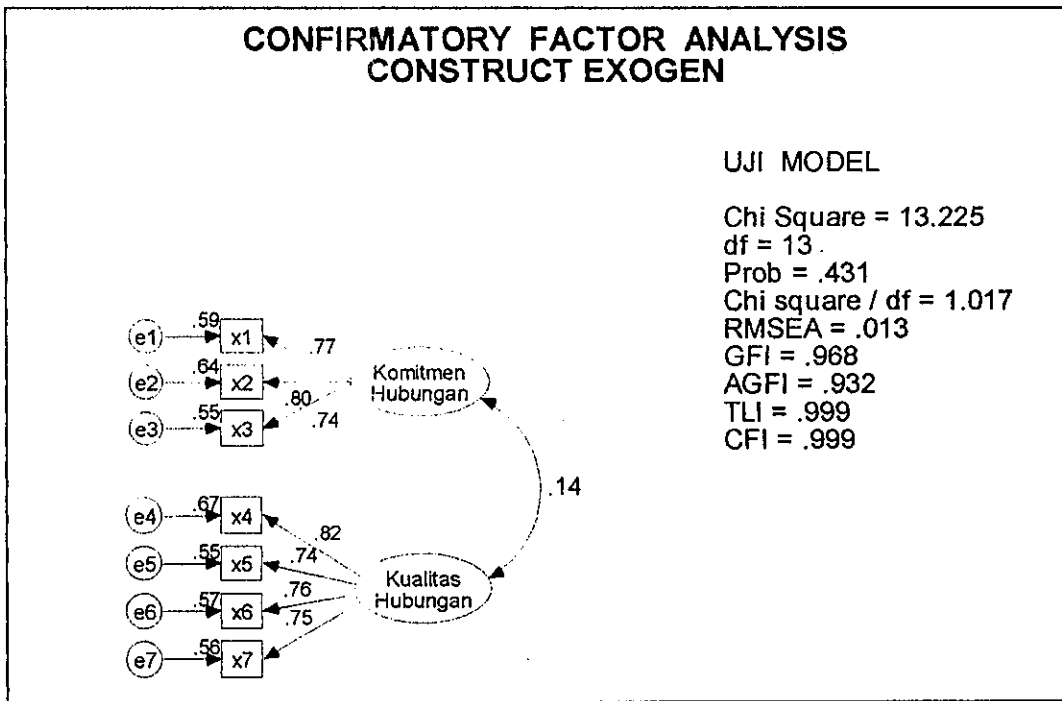 CONFIRMATORY FACTOR ANALYSIS
CONSTRUCT EXOGEN
UJI MODEL
Chi Square = 13.225
df = 13
Prob = .431
Chi square / df = 1.017
RMSEA = .013
GFI = .968
AGFI = .932
TLI = .999
CFI = .999
e1 .59 x1 .77
e2 .64 x2 .80
e3 .55 x3 .74
Komitmen
Hubungan
.14
e4 .67 x4 .82
e5 .55 x5 .74
e6 .57 x6 .76
e7 .56 x7 .75
Kualitas
Hubungan